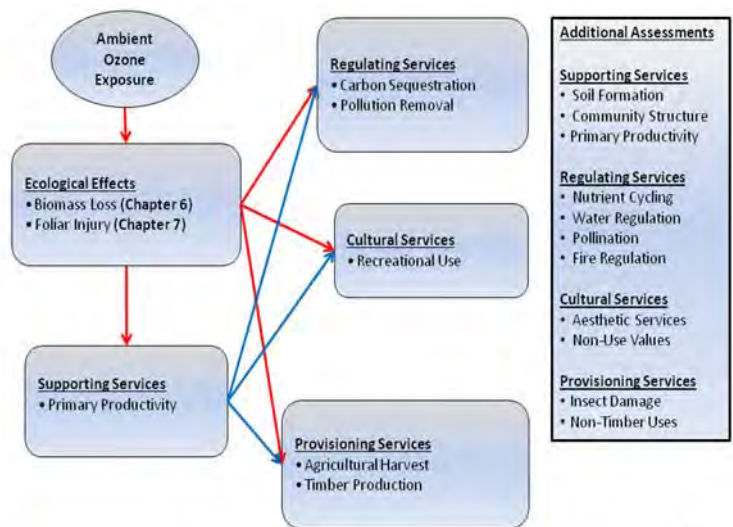 Ambient
Ozone
Exposure
Ecological Effects
• Biomass Loss (Chapter 6)
• Foliar Injury (Chapter 7)
Supporting Services
• Primary Productivity
Regulating Services
• Carbon Sequestration
• Pollution Removal
Cultural Services
• Recreational Use
Provisioning Services
• Agricultural Harvest
• Timber Production
Additional Assessments
Supporting Services
• Soil Formation
• Community Structure
• Primary Productivity
Regulating Services
• Nutrient Cycling
• Water Regulation
• Pollination
• Fire Regulation
Cultural Services
• Aesthetic Services
• Non-Use Values
Provisioning Services
• Insect Damage
• Non-Timber Uses